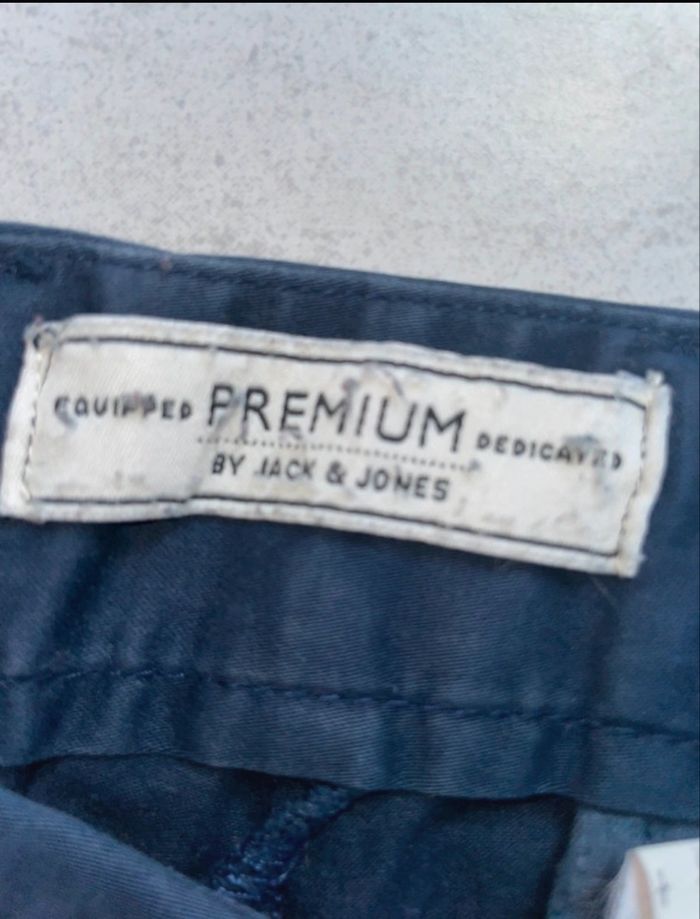 EQUIPPED PREMIUM DEDICATED
BY JACK & JONES